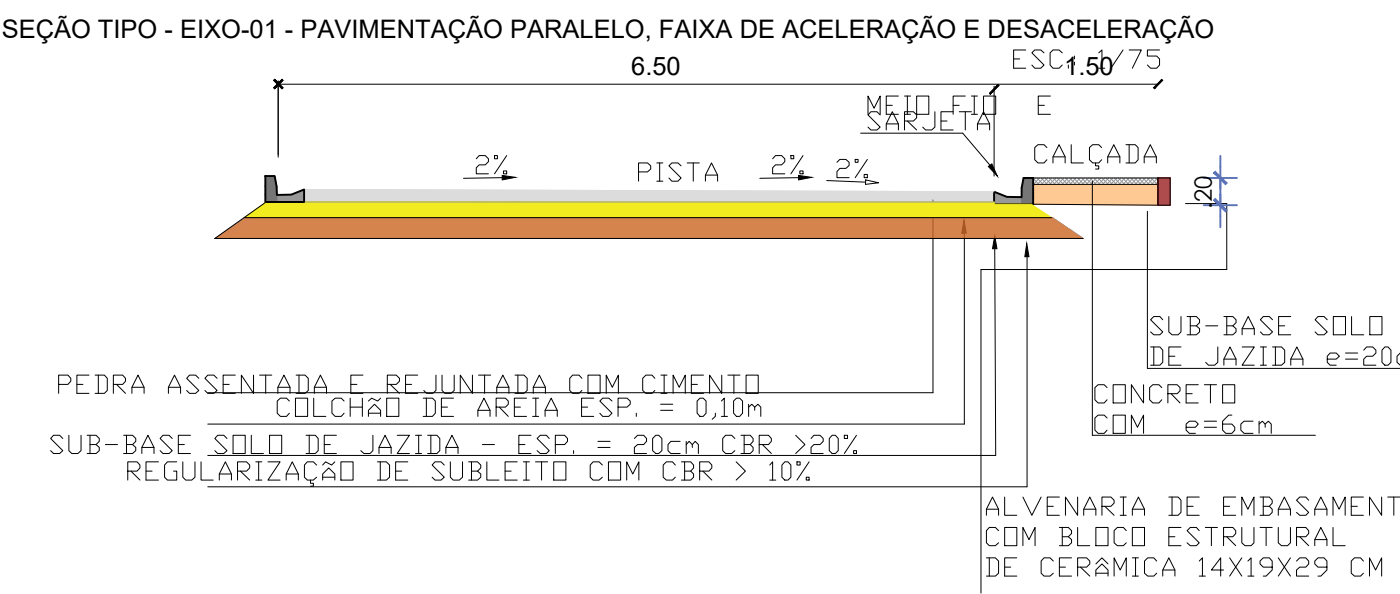 SEÇÃO TIPO - EIXO-01 - PAVIMENTAÇÃO PARALELO, FAIXA DE ACELERAÇÃO E DESACELERAÇÃO
ESC. 1/75
6.50
1.50
MEIO FIO E
SARJETA
CALÇADA
2%
PISTA
2%
2%
.20
SUB-BASE SOLO
DE JAZIDA e=20c
PEDRA ASSENTADA E REJUNTADA COM CIMENTO
COLCHãO DE AREIA ESP. = 0,10m
CONCRETO
COM e=6cm
SUB-BASE SOLO DE JAZIDA - ESP. = 20cm CBR >20%
REGULARIZAÇãO DE SUBLEITO COM CBR > 10%
ALVENARIA DE EMBASAMENT
COM BLOCO ESTRUTURAL
DE CERâMICA 14X19X29 CM